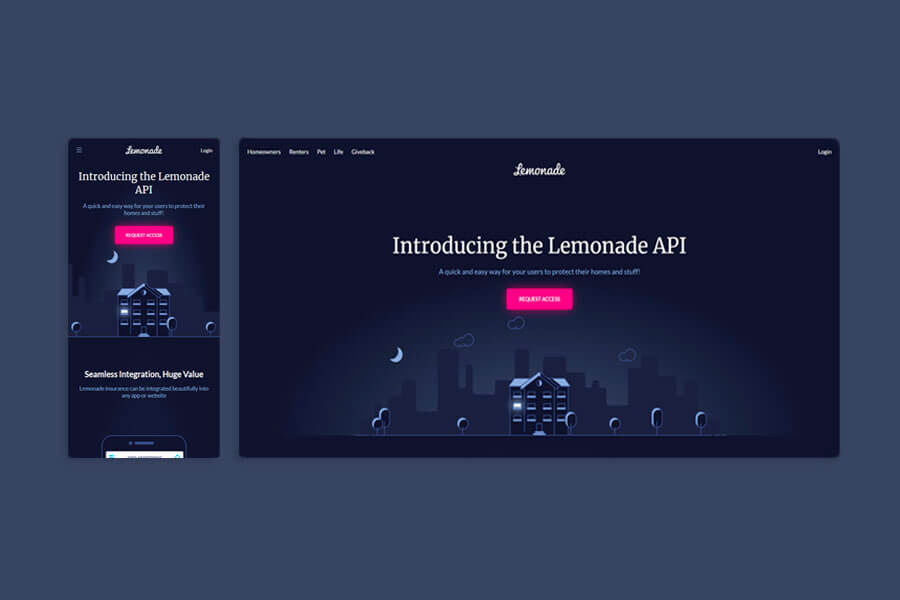 Lemonade
Login
Introducing the Lemonade
API
A quick and easy way for your users to protect their
homes and stuff!
REQUEST ACCESS
Seamless Integration, Huge Value
Lemonade insurance can be integrated beautifully into
any app or website
Homeowners Renters Pet Life Giveback
Login
Lemonade
Introducing the Lemonade API
A quick and easy way for your users to protect their homes and stuff!
REQUEST ACCESS